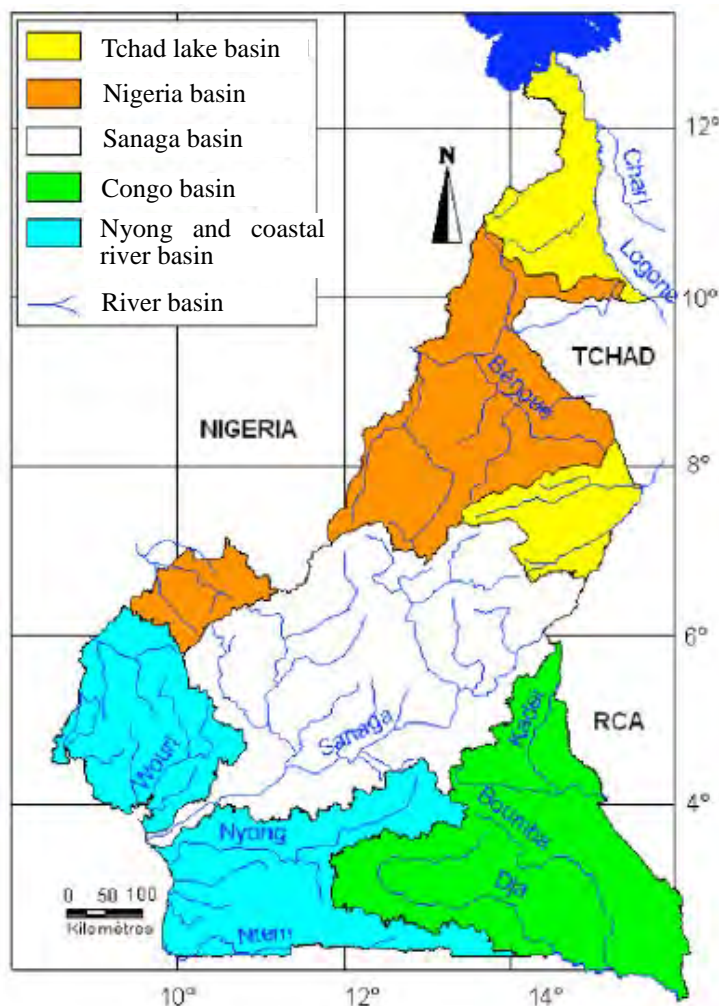 Tchad lake basin
Nigeria basin
Sanaga basin
Congo basin
Nyong and coastal
river basin
River basin
N
12°
Chari
Logone
10°
TCHAD
Bénoué
NIGERIA
8°
6°
Kadei
RCA
Sanaga
Wouri
4°
Boumba
Nyong
Dja
0 50 100
Kilomètres
Ntem
10° 12° 14°